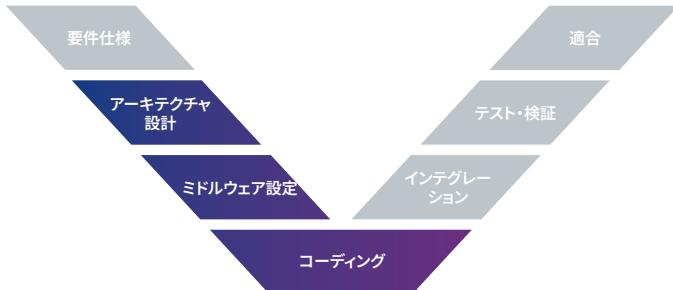 要件仕様
適合
アーキテクチャ
設計
テスト・検証
ミドルウェア設定
インテグレー
ション
コーディング